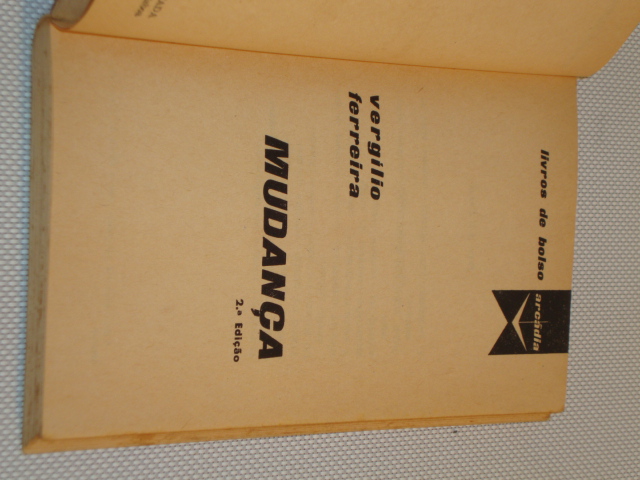 livros de bolso
arcádia
vergílio
ferreira
MUDANÇA
2.ª Edição